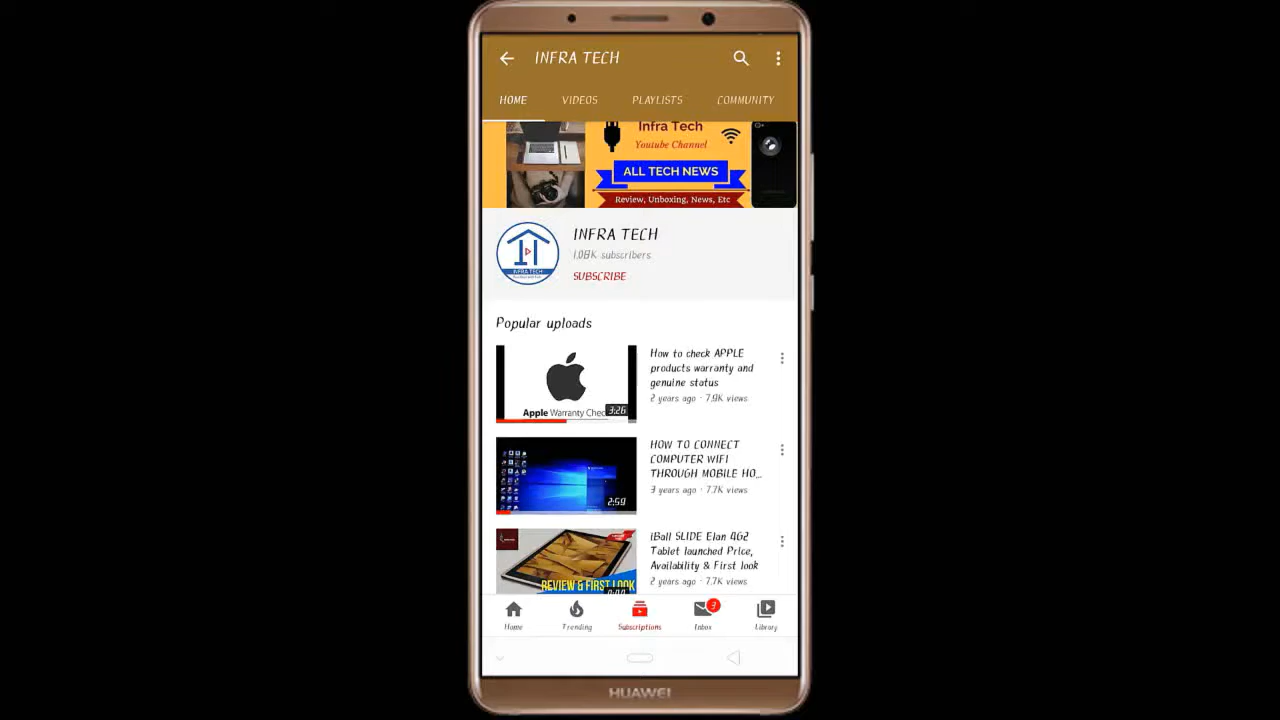 INFRA TECH
HOME VIDEOS PLAYLISTS COMMUNITY
Infra Tech
Youtube Channel
ALL TECH NEWS
Review, Unboxing, News, Etc
INFRA TECH
INFRA TECH
1.08K subscribers
SUBSCRIBE
Popular uploads
Apple Warranty Chec
3:26
How to check APPLE
products warranty and
genuine status
2 years ago · 7.9K views
2:59
HOW TO CONNECT
COMPUTER WIFI
THROUGH MOBILE HO...
3 years ago · 7.7K views
REVIEW & FIRST LOOK
iBall SLIDE Elan 4G2
Tablet launched Price,
Availability & First look
2 years ago · 7.7K views
Home Trending Subscriptions Inbox Library
HUAWEI